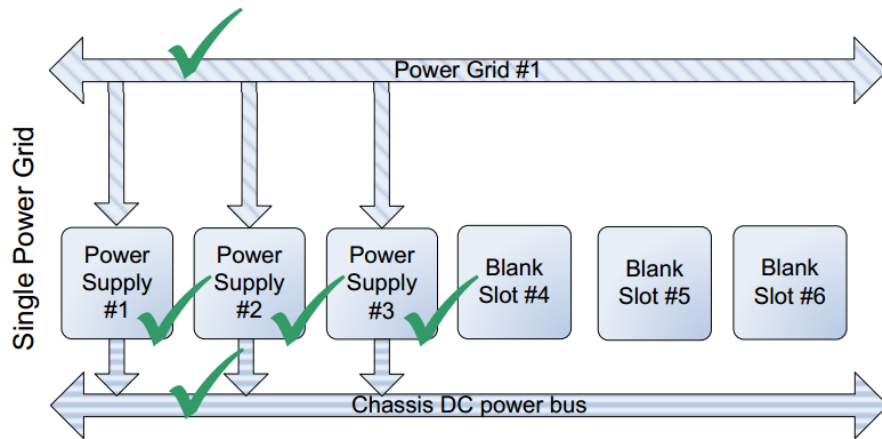 Single Power Grid
Power Grid #1
Power
Supply
#1
Power
Supply
#2
Power
Supply
#3
Blank
Slot #4
Blank
Slot #5
Blank
Slot #6
Chassis DC power bus